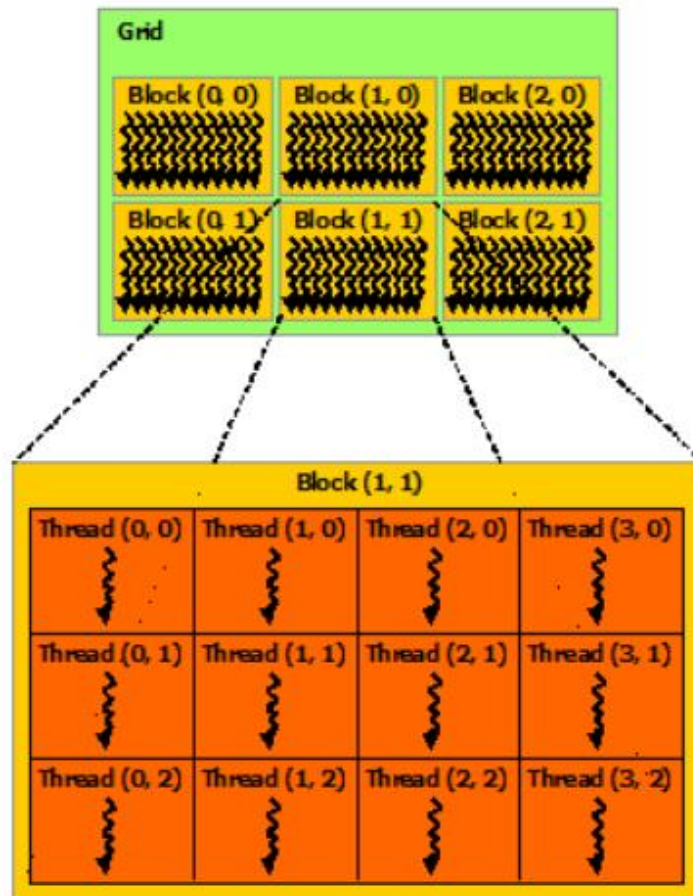 Grid
Block (0, 0) Block (1, 0) Block (2, 0)
Block (0, 1) Block (1, 1) Block (2, 1)
Block (1, 1)
Thread (0, 0) Thread (1, 0) Thread (2, 0) Thread (3, 0)
Thread (0, 1) Thread (1, 1) Thread (2, 1) Thread (3, 1)
Thread (0, 2) Thread (1, 2) Thread (2, 2) Thread (3, 2)